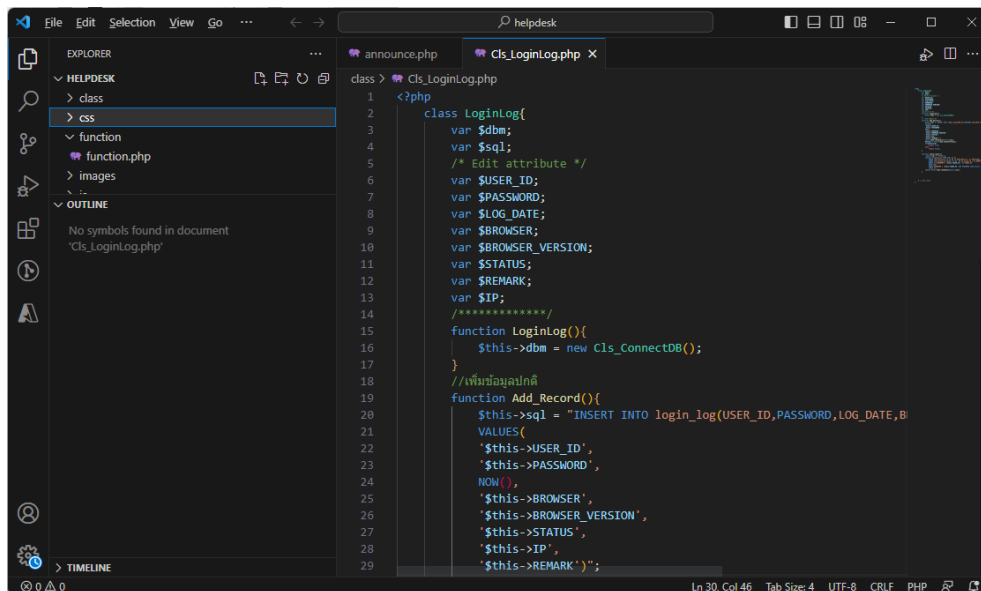 File Edit Selection View Go ··· helpdesk
EXPLORER ···
HELPDESK
class
css
function
function.php
images
OUTLINE
No symbols found in document
'Cls_LoginLog.php'
TIMELINE
announce.php Cls_LoginLog.php
class > Cls_LoginLog.php
1 <?php
2 class LoginLog{
3 var $dbm;
4 var $sql;
5 /* Edit attribute */
6 var $USER_ID;
7 var $PASSWORD;
8 var $LOG_DATE;
9 var $BROWSER;
10 var $BROWSER_VERSION;
11 var $STATUS;
12 var $REMARK;
13 var $IP;
14 /*************/
15 function LoginLog(){
16 $this->dbm = new Cls_ConnectDB();
17 }
18 //เพิ่มข้อมูลปกติ
19 function Add_Record(){
20 $this->sql = "INSERT INTO login_log(USER_ID,PASSWORD,LOG_DATE,
21 VALUES(
22 '$this->USER_ID',
23 '$this->PASSWORD',
24 NOW(),
25 '$this->BROWSER',
26 '$this->BROWSER_VERSION',
27 '$this->STATUS',
28 '$this->IP',
29 '$this->REMARK')";
0 0 Ln 30, Col 46 Tab Size: 4 UTF-8 CRLF PHP